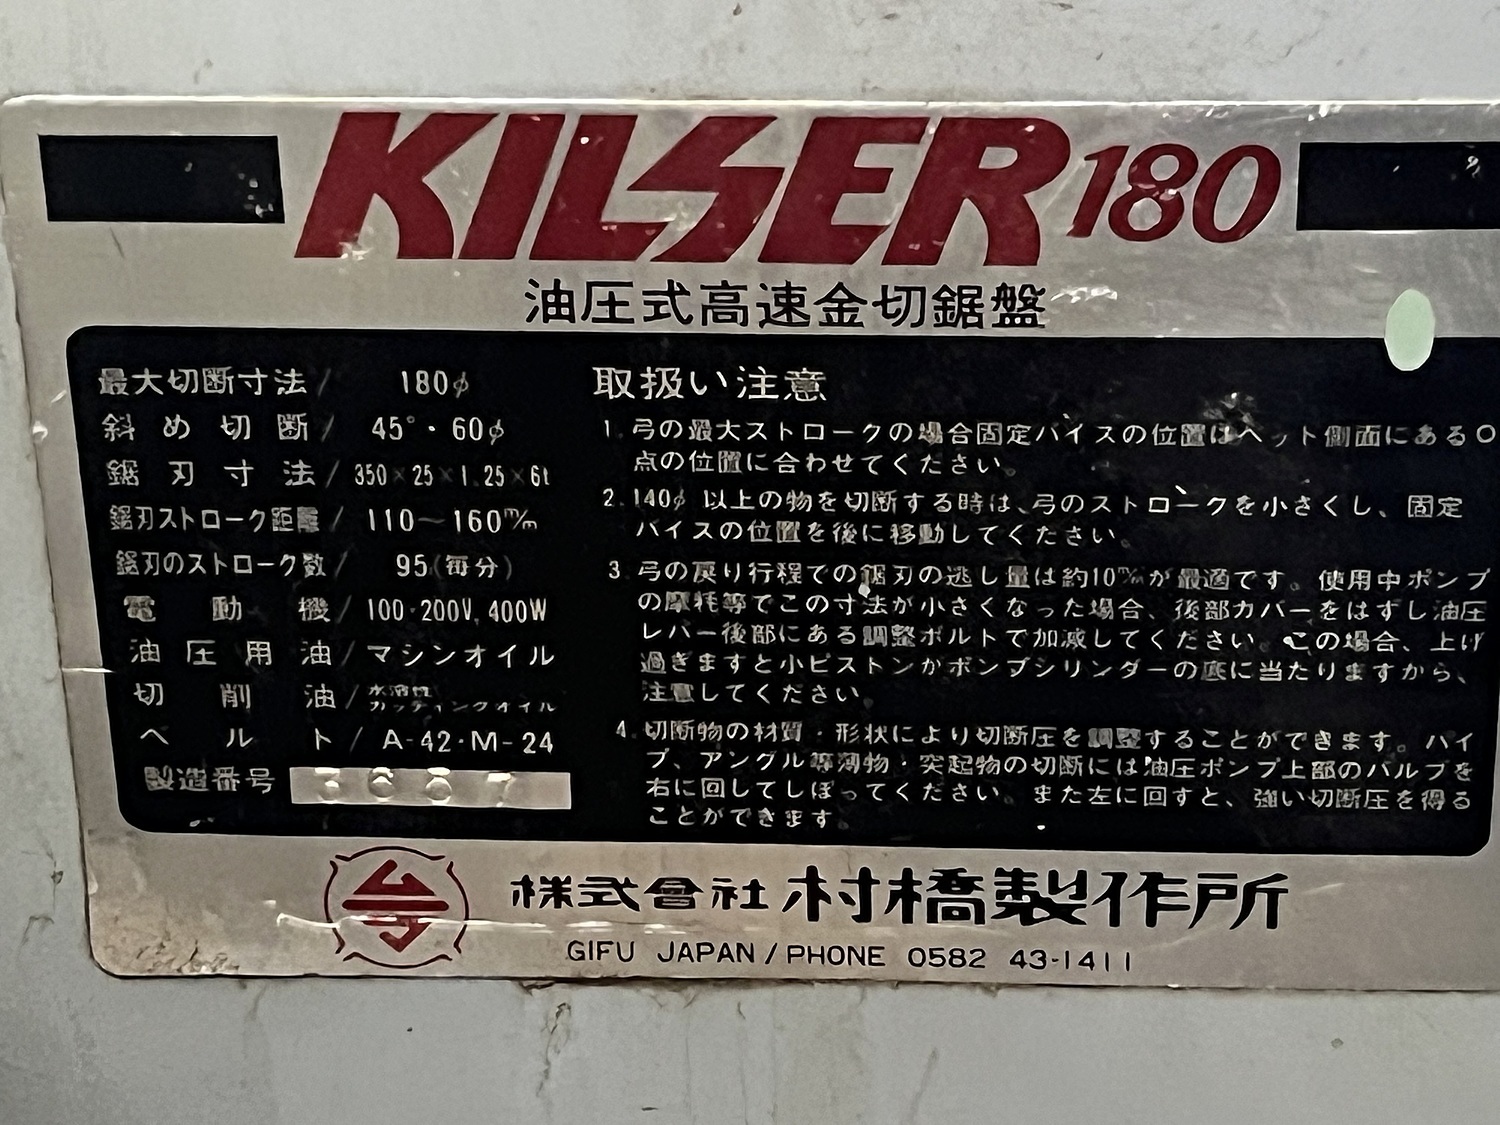 KILSER 180
油圧式高速金切鋸盤
最大切断寸法/ 180φ
斜め切断/ 45°・60φ
鋸刃寸法/ 350×25×1.25×6t
鋸刃ストローク距離/ 110〜160m/m
鋸刃のストローク数/ 95(毎分)
電動機/ 100・200V, 400W
油圧用油/マシンオイル
切削油/水溶性カッティングオイル
ベルト/ A-42・M-24
製造番号
取扱い注意
1. 弓の最大ストロークの場合固定バイスの位置はヘッド側面にある○
点の位置に合わせてください。
2. 140φ 以上の物を切断する時は、弓のストロークを小さくし、固定
バイスの位置を後に移動してください。
3 弓の戻り行程での鋸刃の逃し量は約10m/mが最適です。使用中ポンプ
の摩耗等でこの寸法が小さくなった場合、後部カバーをはずし油圧
レバー後部にある調整ボルトで加減してください。この場合、上げ
過ぎますと小ピストンがポンプシリンダーの底に当たりますから、
注意してください。
4. 切断物の材質・形状により切断圧を調整することができます。パイ
プ、アングル等薄物・突起物の切断には油圧ポンプ上部のバルブを
右に回してしぼってください。また左に回すと、強い切断圧を得る
ことができます。
株式會社 村橋製作所
GIFU JAPAN/PHONE 0582 43-1411